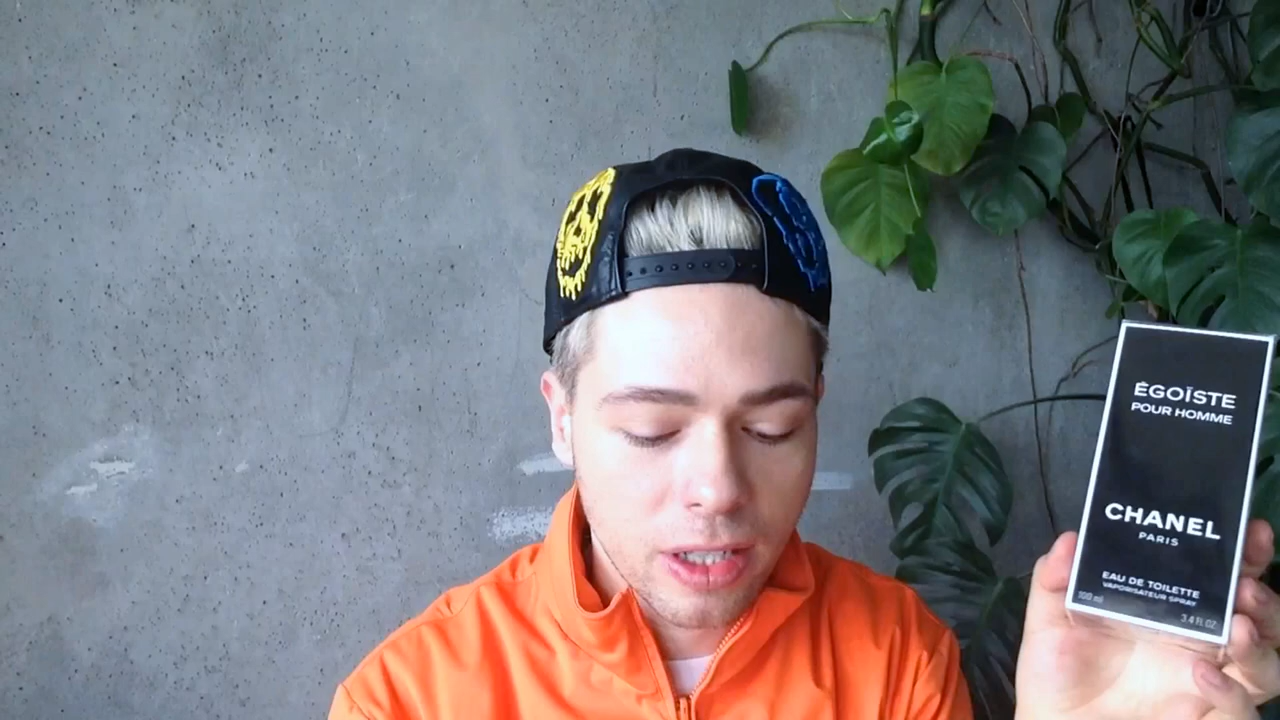 ÉGOÏSTE
POUR HOMME
CHANEL
PARIS
EAU DE TOILETTE
VAPORISATEUR SPRAY
100 ml
3.4 fl OZ